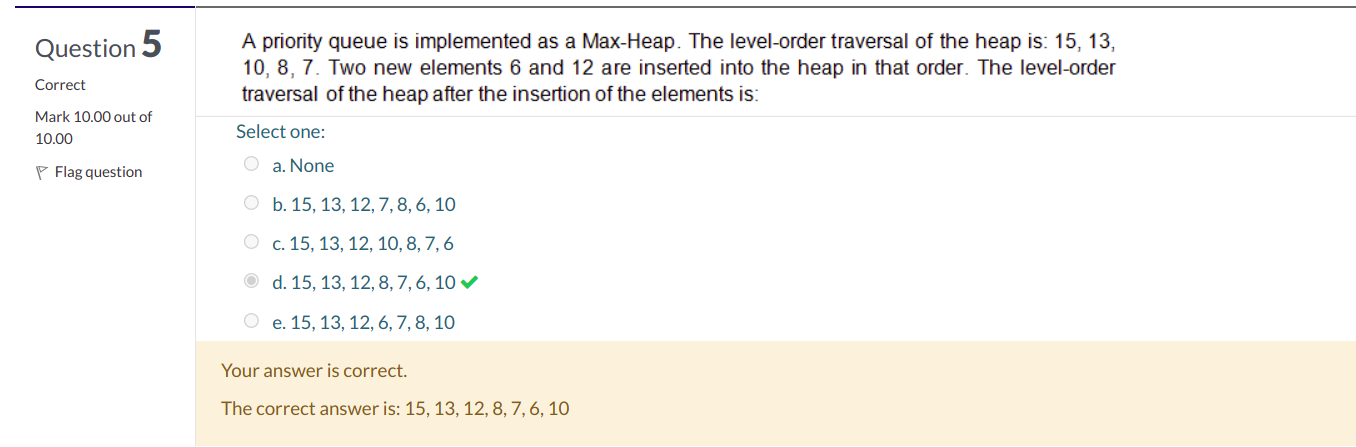 Question 5
Correct
Mark 10.00 out of
10.00
Flag question
A priority queue is implemented as a Max-Heap. The level-order traversal of the heap is: 15, 13,
10, 8, 7. Two new elements 6 and 12 are inserted into the heap in that order. The level-order
traversal of the heap after the insertion of the elements is:
Select one:
a. None
b. 15, 13, 12, 7, 8, 6, 10
c. 15, 13, 12, 10, 8, 7, 6
d. 15, 13, 12, 8, 7, 6, 10
e. 15, 13, 12, 6, 7, 8, 10
Your answer is correct.
The correct answer is: 15, 13, 12, 8, 7, 6, 10